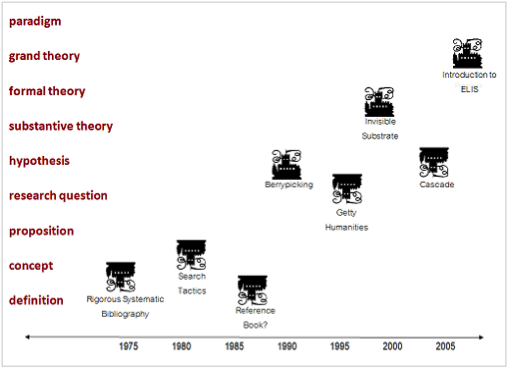 paradigm
grand theory
formal theory
substantive theory
hypothesis
research question
proposition
concept
definition
Introduction to
ELIS
Invisible
Substrate
Berrypicking
Cascade
Getty
Humanities
Search
Tactics
Rigorous Systematic
Bibliography
Reference
Book?
1975 1980 1985 1990 1995 2000 2005